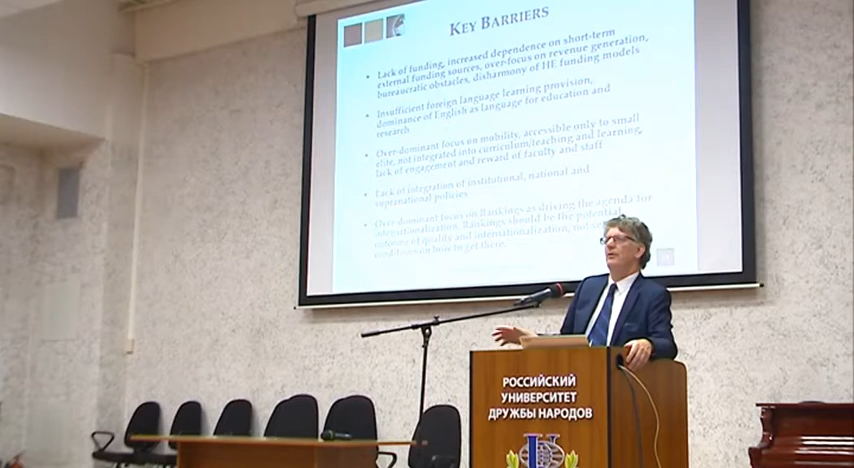 KEY BARRIERS
• Lack of funding, increased dependence on short-term
external funding sources, over-focus on revenue generation,
bureaucratic obstacles, disharmony of HE funding models
• Insufficient foreign language learning provision,
dominance of English as language for education and
research
• Over-dominant focus on mobility, accessible only to small
elite, not integrated into curriculum/teaching and learning,
lack of engagement and reward of faculty and staff
• Lack of integration of institutional, national and
supranational policies
• Over-dominant focus on Rankings as driving the agenda for
internationalization. Rankings should be the potential
outcome of quality and internationalization, not
how to get there.
РОССИЙСКИЙ
УНИВЕРСИТЕТ
ДРУЖБЫ НАРОДОВ